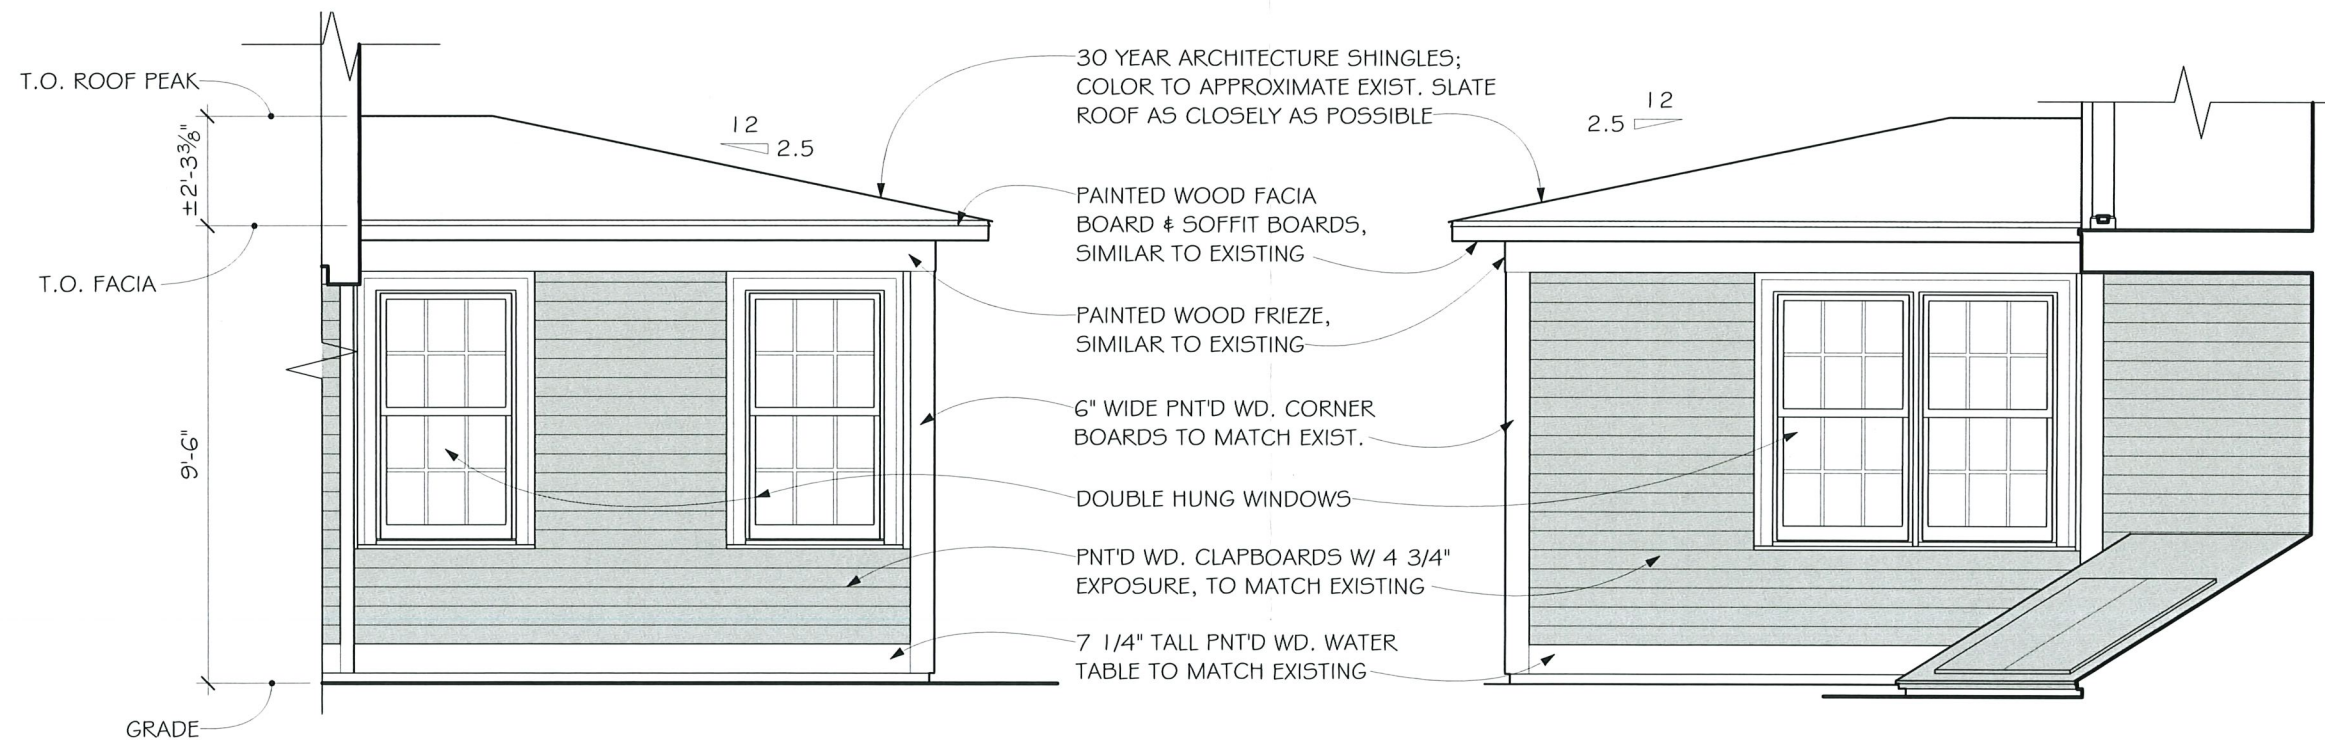 T.O. ROOF PEAK
±2'-3 3/8"
T.O. FACIA
9'-6"
GRADE
12
2.5
30 YEAR ARCHITECTURE SHINGLES;
COLOR TO APPROXIMATE EXIST. SLATE
ROOF AS CLOSELY AS POSSIBLE
PAINTED WOOD FACIA
BOARD & SOFFIT BOARDS,
SIMILAR TO EXISTING
PAINTED WOOD FRIEZE,
SIMILAR TO EXISTING
6" WIDE PNT'D WD. CORNER
BOARDS TO MATCH EXIST.
DOUBLE HUNG WINDOWS
PNT'D WD. CLAPBOARDS W/ 4 3/4"
EXPOSURE, TO MATCH EXISTING
7 1/4" TALL PNT'D WD. WATER
TABLE TO MATCH EXISTING
12
2.5